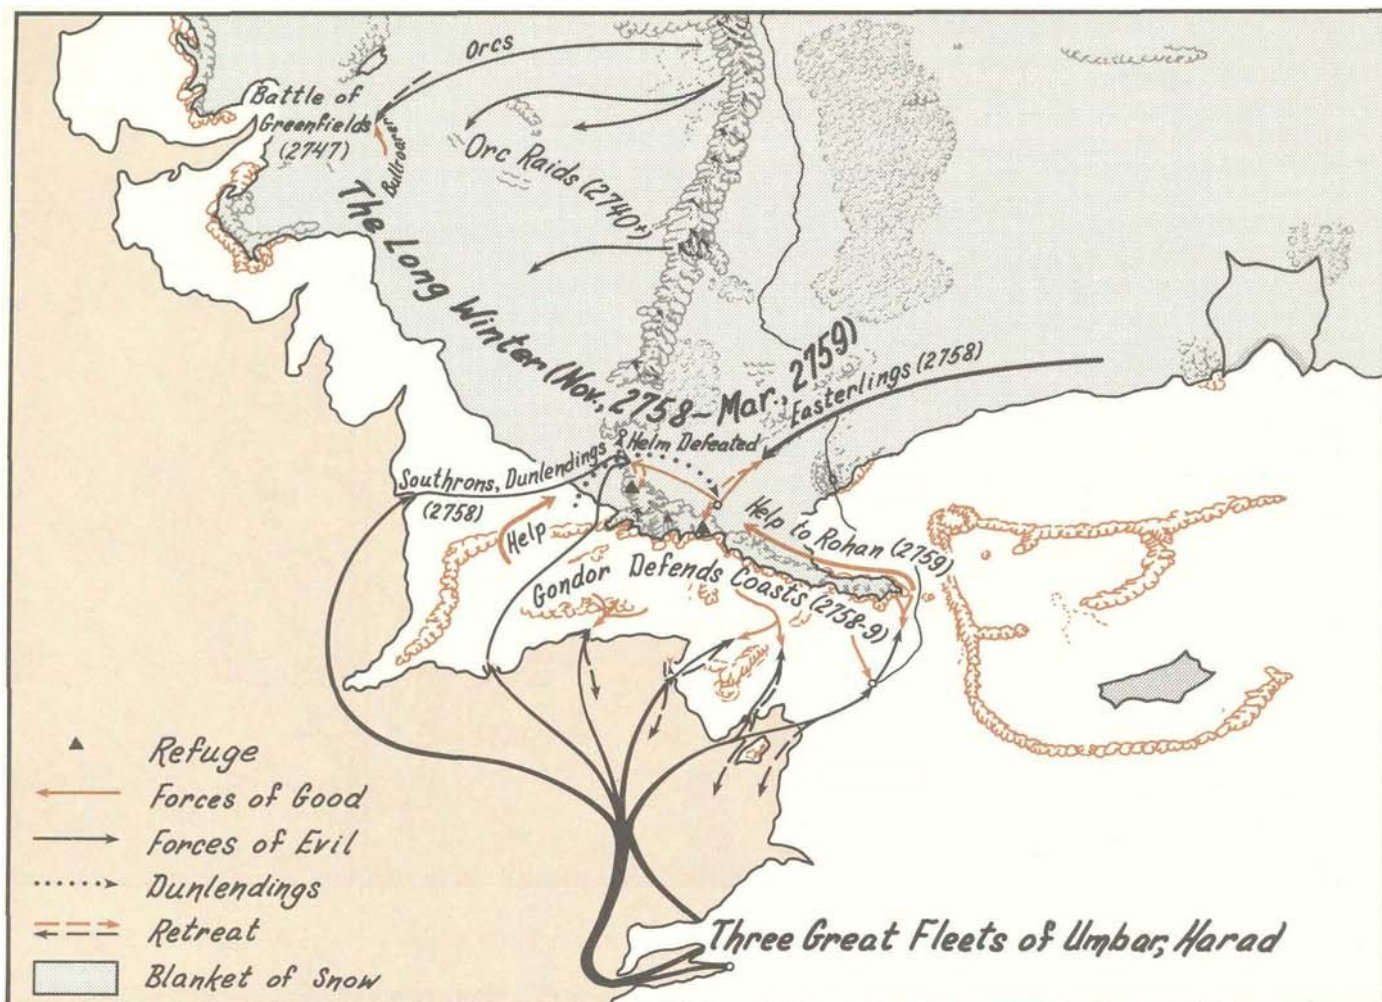 Orcs
Battle of
Greenfields
(2747)
Bullroarer
Orc Raids (2740+)
The Long Winter (Nov., 2758 – Mar., 2759)
Easterlings (2758)
Helm Defeated
Southrons, Dunlendings
(2758)
Help
Help to Rohan (2759)
Gondor Defends Coasts (2758-9)
Refuge
Forces of Good
Forces of Evil
Dunlendings
Retreat
Blanket of Snow
Three Great Fleets of Umbar, Harad